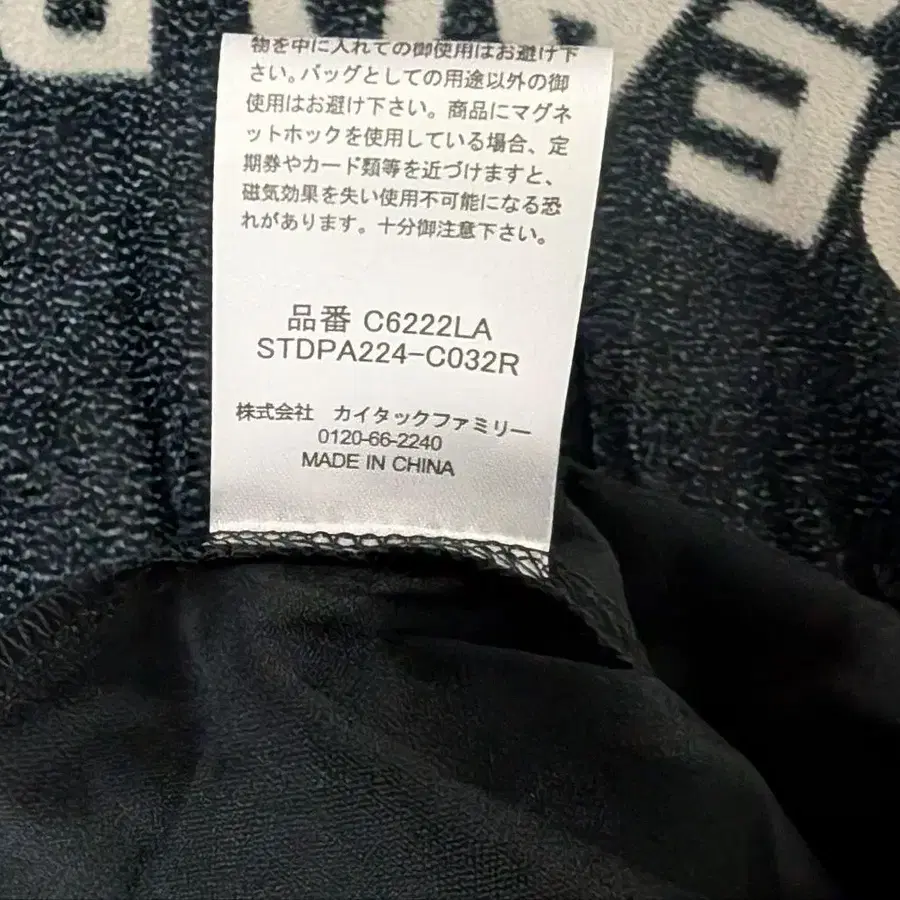 物を中に入れての御使用はお避け下
さい。バッグとしての用途以外の御
使用はお避け下さい。商品にマグネ
ットホックを使用している場合、定
期券やカード類等を近づけますと、
磁気効果を失い使用不可能になる恐
れがあります。十分御注意下さい。
品番 C6222LA
STDPA224-C032R
株式会社 カイタックファミリー
0120-66-2240
MADE IN CHINA